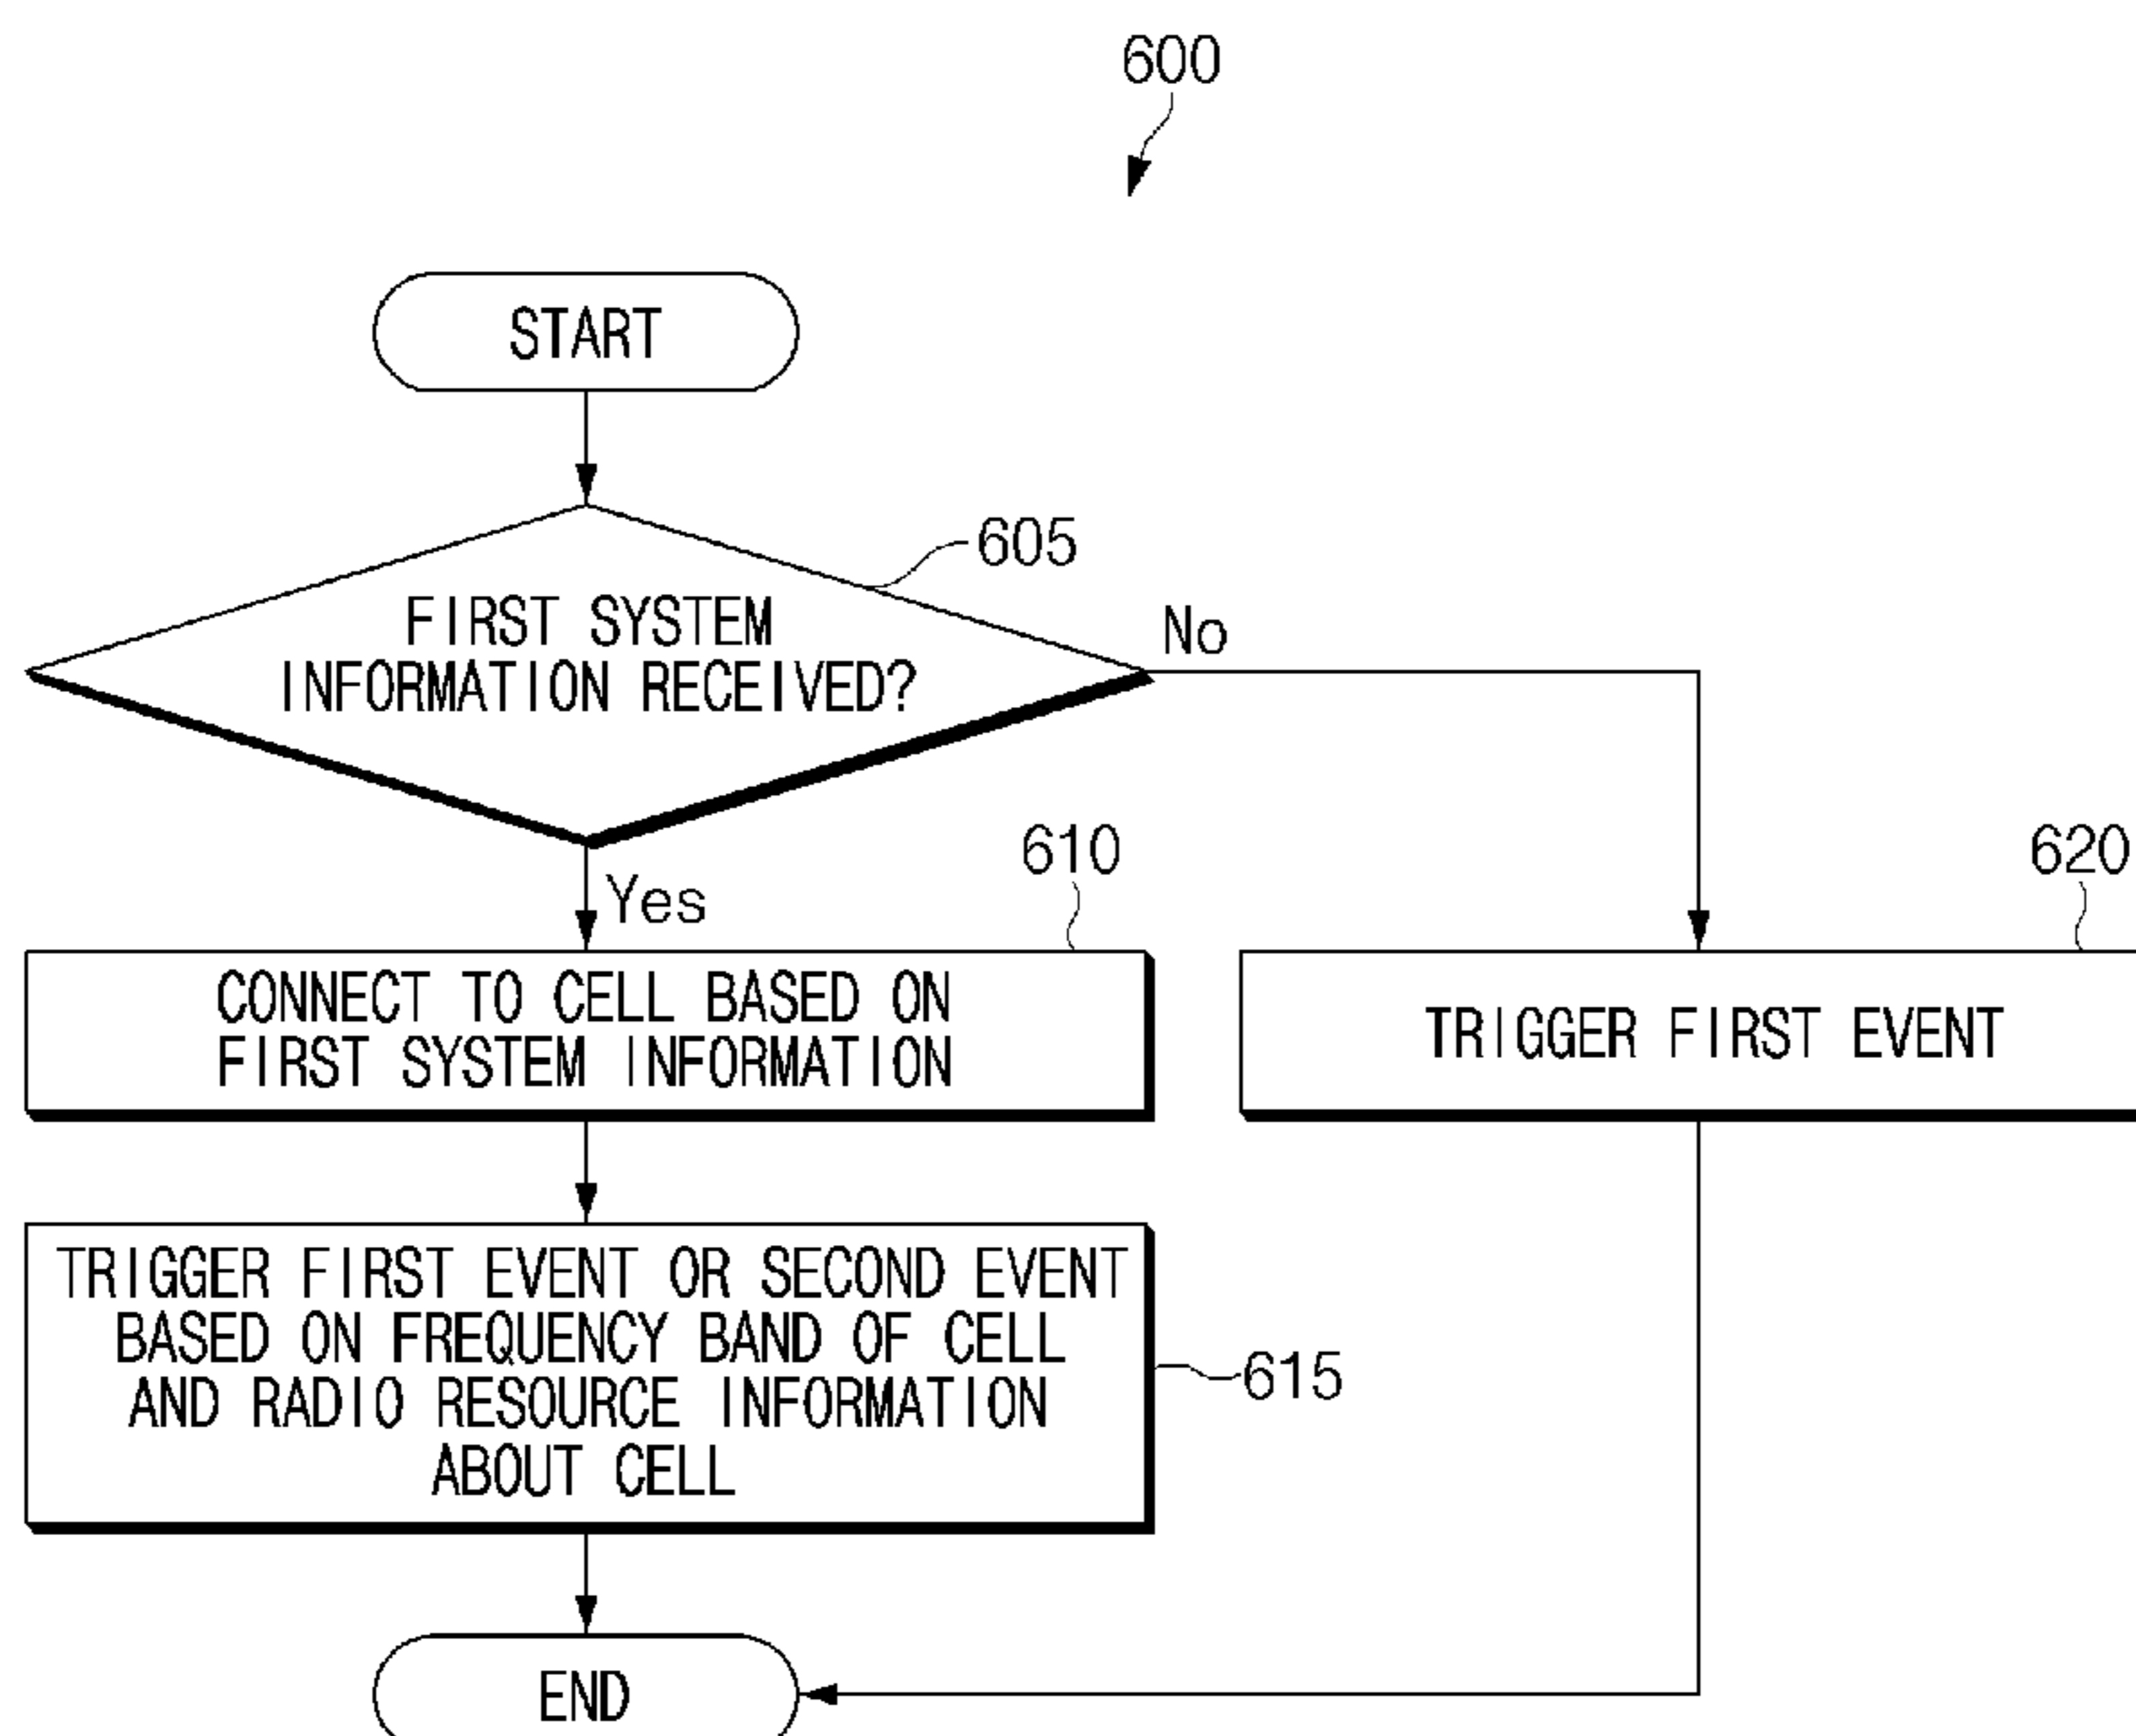 600
START
605
FIRST SYSTEM
INFORMATION RECEIVED?
No
Yes
610
CONNECT TO CELL BASED ON
FIRST SYSTEM INFORMATION
620
TRIGGER FIRST EVENT
TRIGGER FIRST EVENT OR SECOND EVENT
BASED ON FREQUENCY BAND OF CELL
AND RADIO RESOURCE INFORMATION
ABOUT CELL
615
END